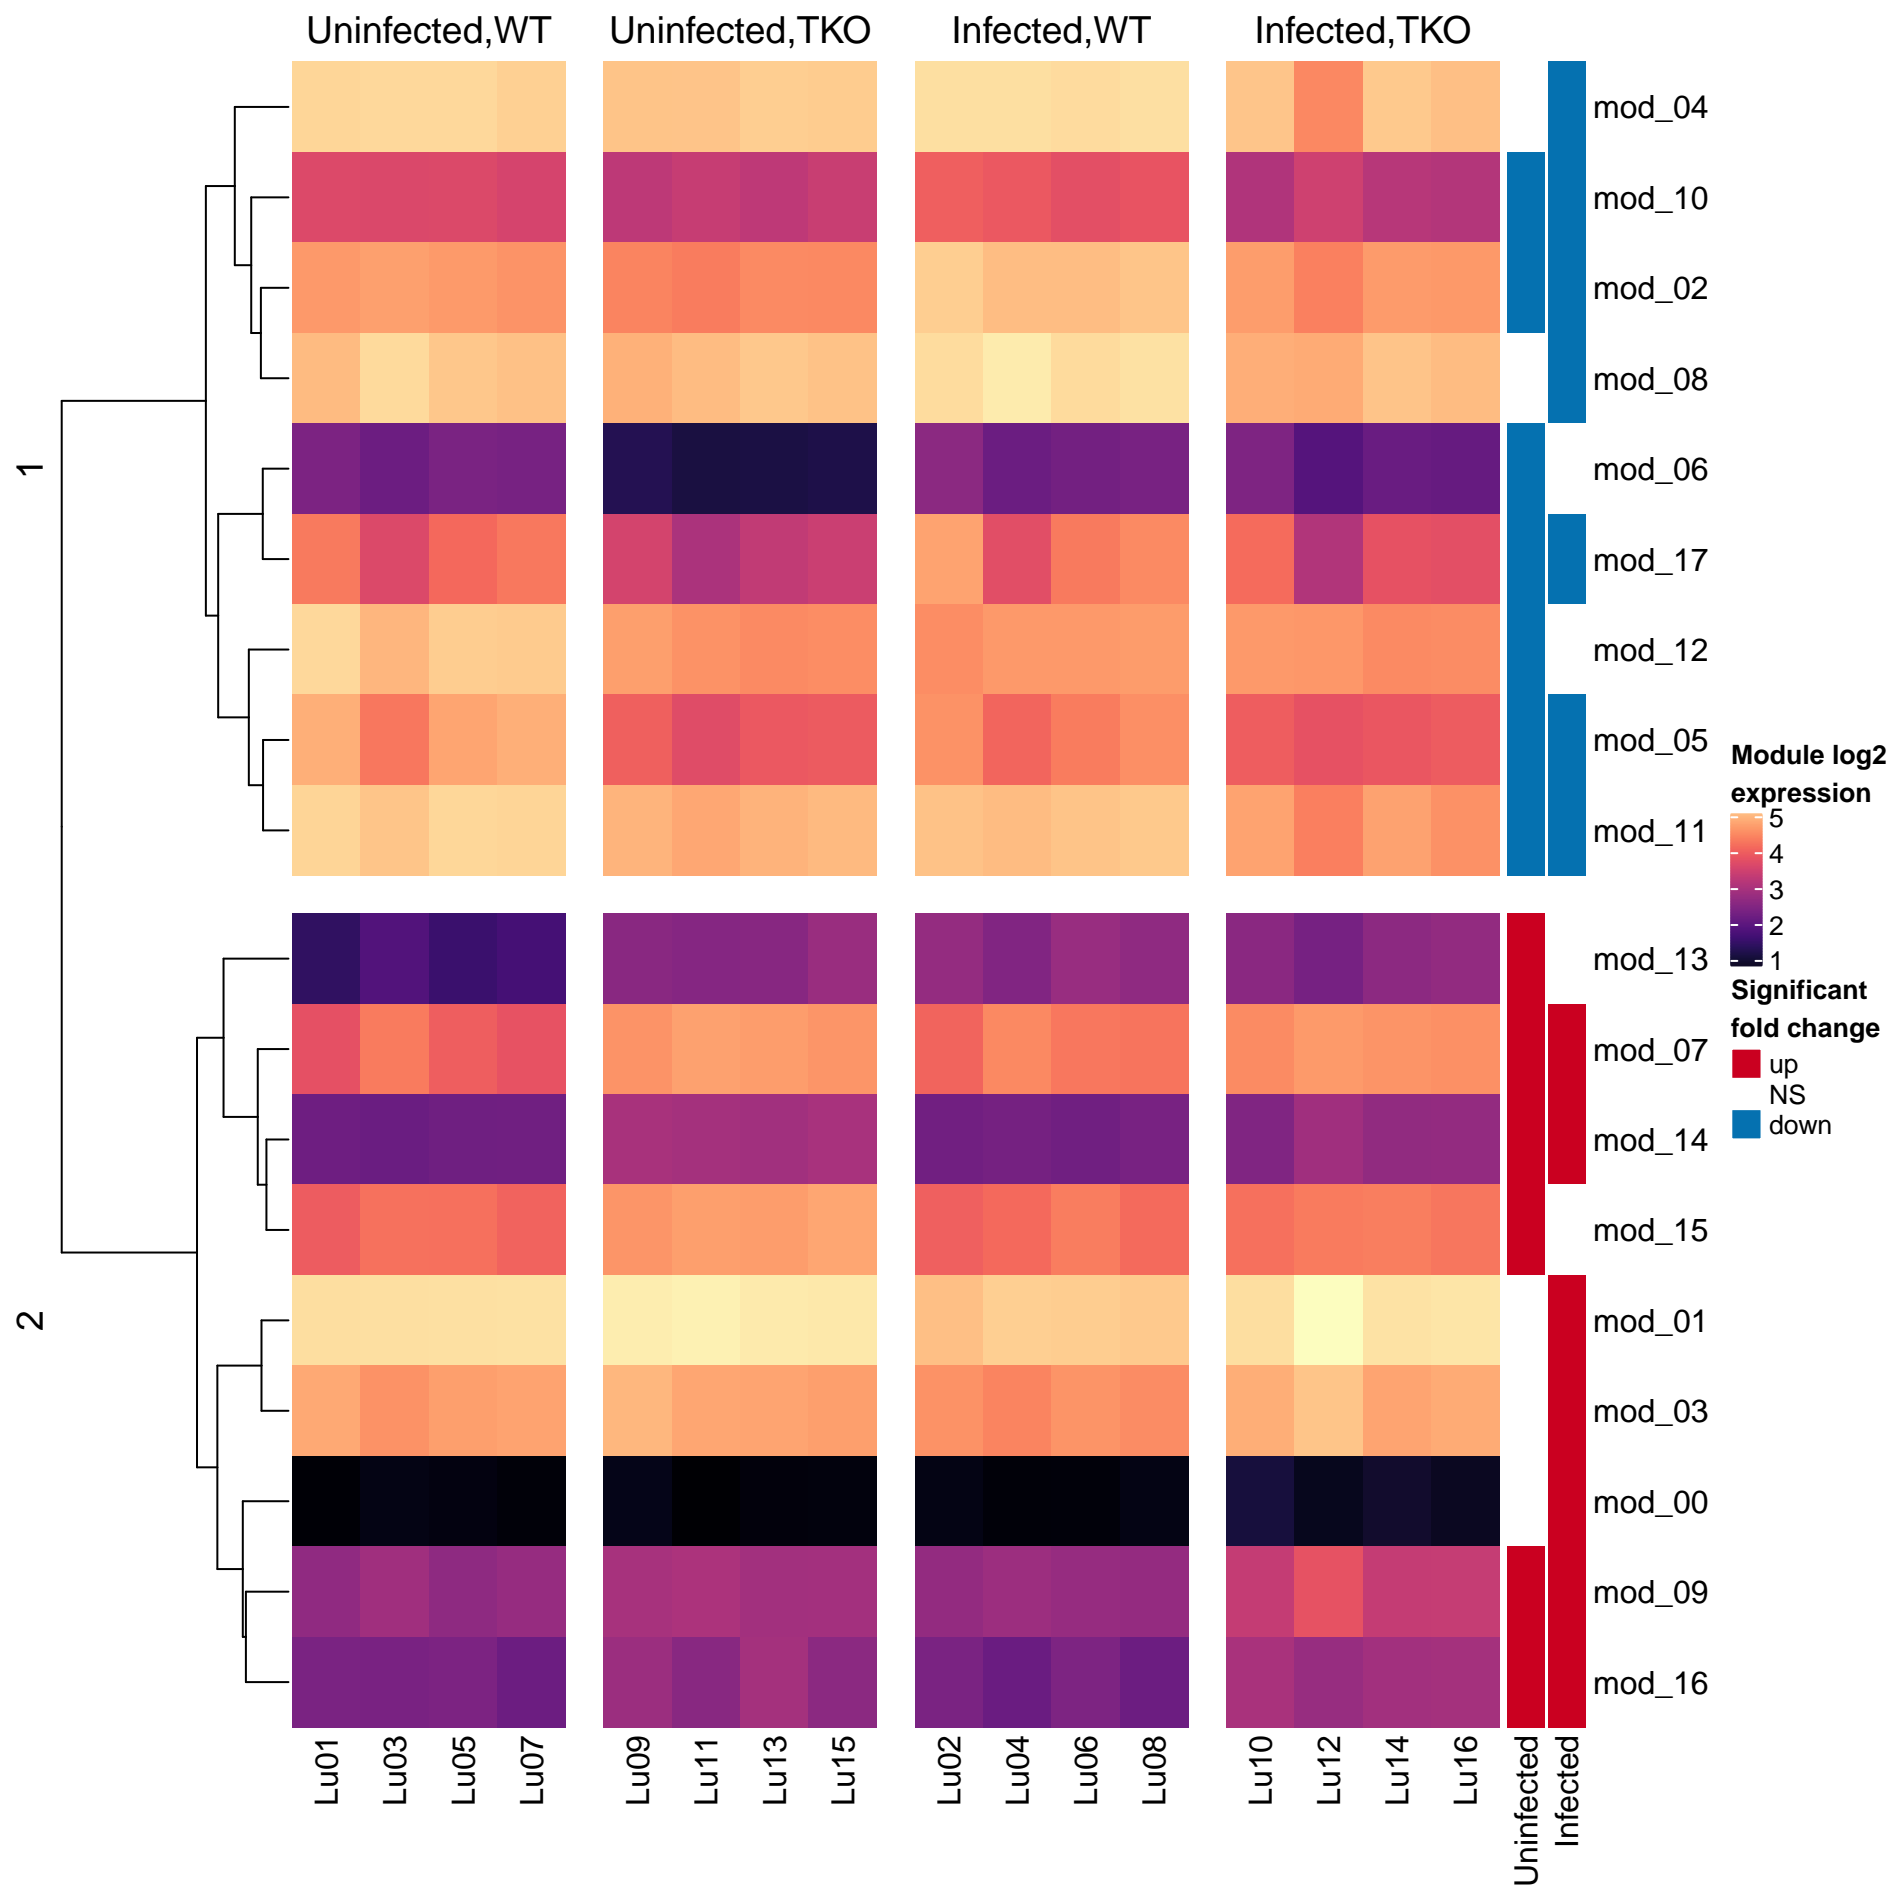 Uninfected,WT Uninfected,TKO Infected,WT Infected,TKO
mod_04
mod_10
mod_02
mod_08
1
mod_06
mod_17
mod_12
mod_05
mod_11
Module log2
expression
5
4
3
2
1
Significant
fold change
up
NS
down
mod_13
mod_07
mod_14
mod_15
2
mod_01
mod_03
mod_00
mod_09
mod_16
Lu01 Lu03 Lu05 Lu07 Lu09 Lu11 Lu13 Lu15 Lu02 Lu04 Lu06 Lu08 Lu10 Lu12 Lu14 Lu16 Uninfected Infected